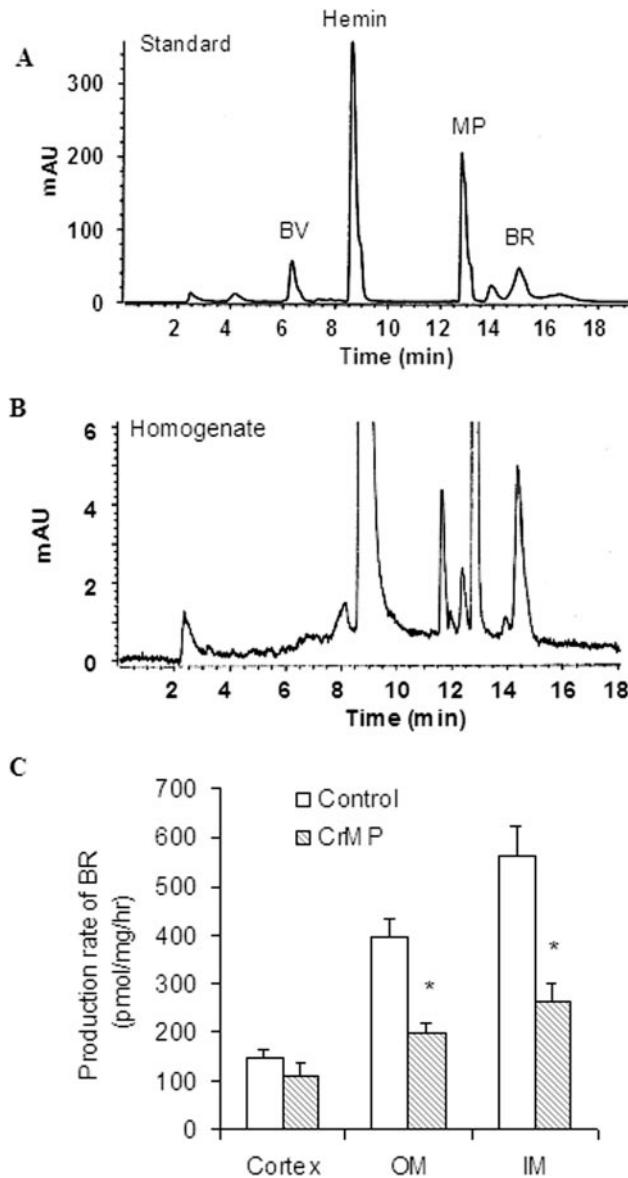 A
Standard
Hemin
MP
BV
BR
mAU
300
200
100
0
2 4 6 8 10 12 14 16 18
Time (min)
B
Homogenate
mAU
6
4
2
0
2 4 6 8 10 12 14 16 18
Time (min)
C
Production rate of BR
(pmol/mg/hr)
700
600
500
400
300
200
100
0
Control
CrMP
*
*
Cortex OM IM